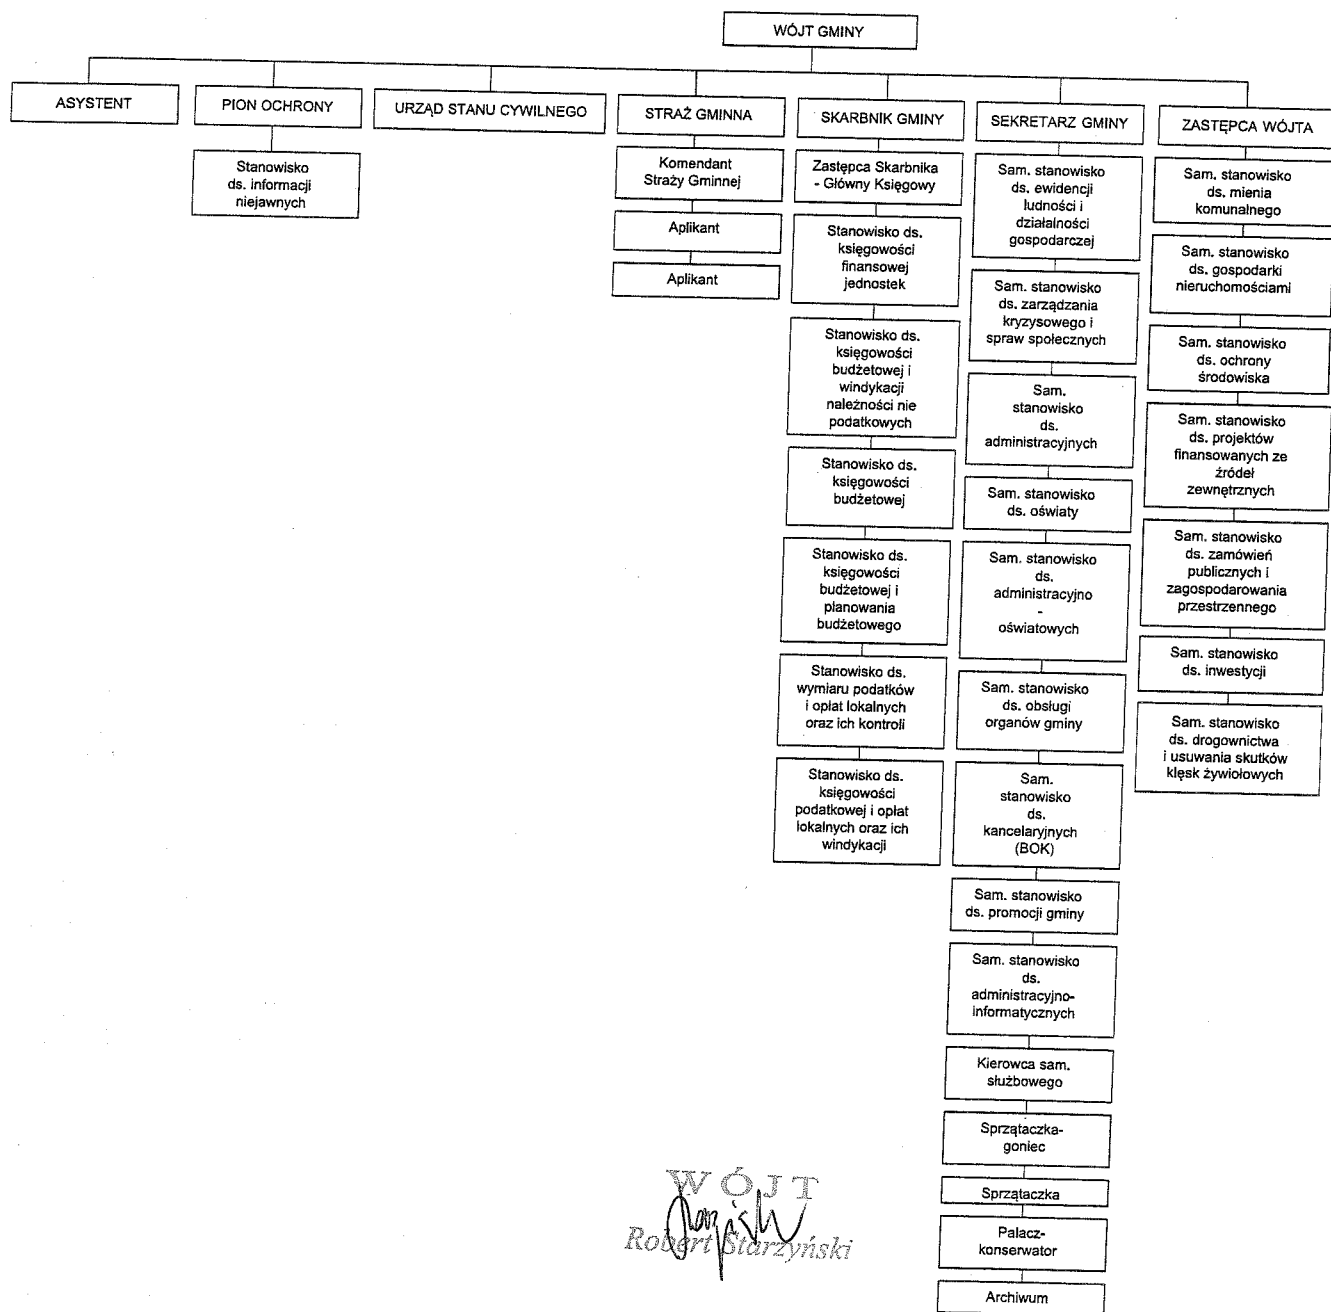 WÓJT GMINY
ASYSTENT
PION OCHRONY
Stanowisko
ds. informacji
niejawnych
URZĄD STANU CYWILNEGO
STRAŻ GMINNA
Komendant
Straży Gminnej
Aplikant
Aplikant
SKARBNIK GMINY
Zastępca Skarbnika
- Główny Księgowy
Stanowisko ds.
księgowości
finansowej
jednostek
Stanowisko ds.
księgowości
budżetowej i
windykacji
należności nie
podatkowych
Stanowisko ds.
księgowości
budżetowej
Stanowisko ds.
księgowości
budżetowej i
planowania
budżetowego
Stanowisko ds.
wymiaru podatków
i opłat lokalnych
oraz ich kontroli
Stanowisko ds.
księgowości
podatkowej i opłat
lokalnych oraz ich
windykacji
SEKRETARZ GMINY
Sam. stanowisko
ds. ewidencji
ludności i
działalności
gospodarczej
Sam. stanowisko
ds. zarządzania
kryzysowego i
spraw społecznych
Sam.
stanowisko
ds.
administracyjnych
Sam. stanowisko
ds. oświaty
Sam. stanowisko
ds.
administracyjno
-
oświatowych
Sam. stanowisko
ds. obsługi
organów gminy
Sam.
stanowisko
ds.
kancelaryjnych
(BOK)
Sam. stanowisko
ds. promocji gminy
Sam. stanowisko
ds.
administracyjno-
informatycznych
Kierowca sam.
służbowego
Sprzątaczka-
goniec
Sprzątaczka
Palacz-
konserwator
Archiwum
ZASTĘPCA WÓJTA
Sam. stanowisko
ds. mienia
komunalnego
Sam. stanowisko
ds. gospodarki
nieruchomościami
Sam. stanowisko
ds. ochrony
środowiska
Sam. stanowisko
ds. projektów
finansowanych ze
źródeł
zewnętrznych
Sam. stanowisko
ds. zamówień
publicznych i
zagospodarowania
przestrzennego
Sam. stanowisko
ds. inwestycji
Sam. stanowisko
ds. drogownictwa
i usuwania skutków
klęsk żywiołowych
WÓJT
Robert Starzyński